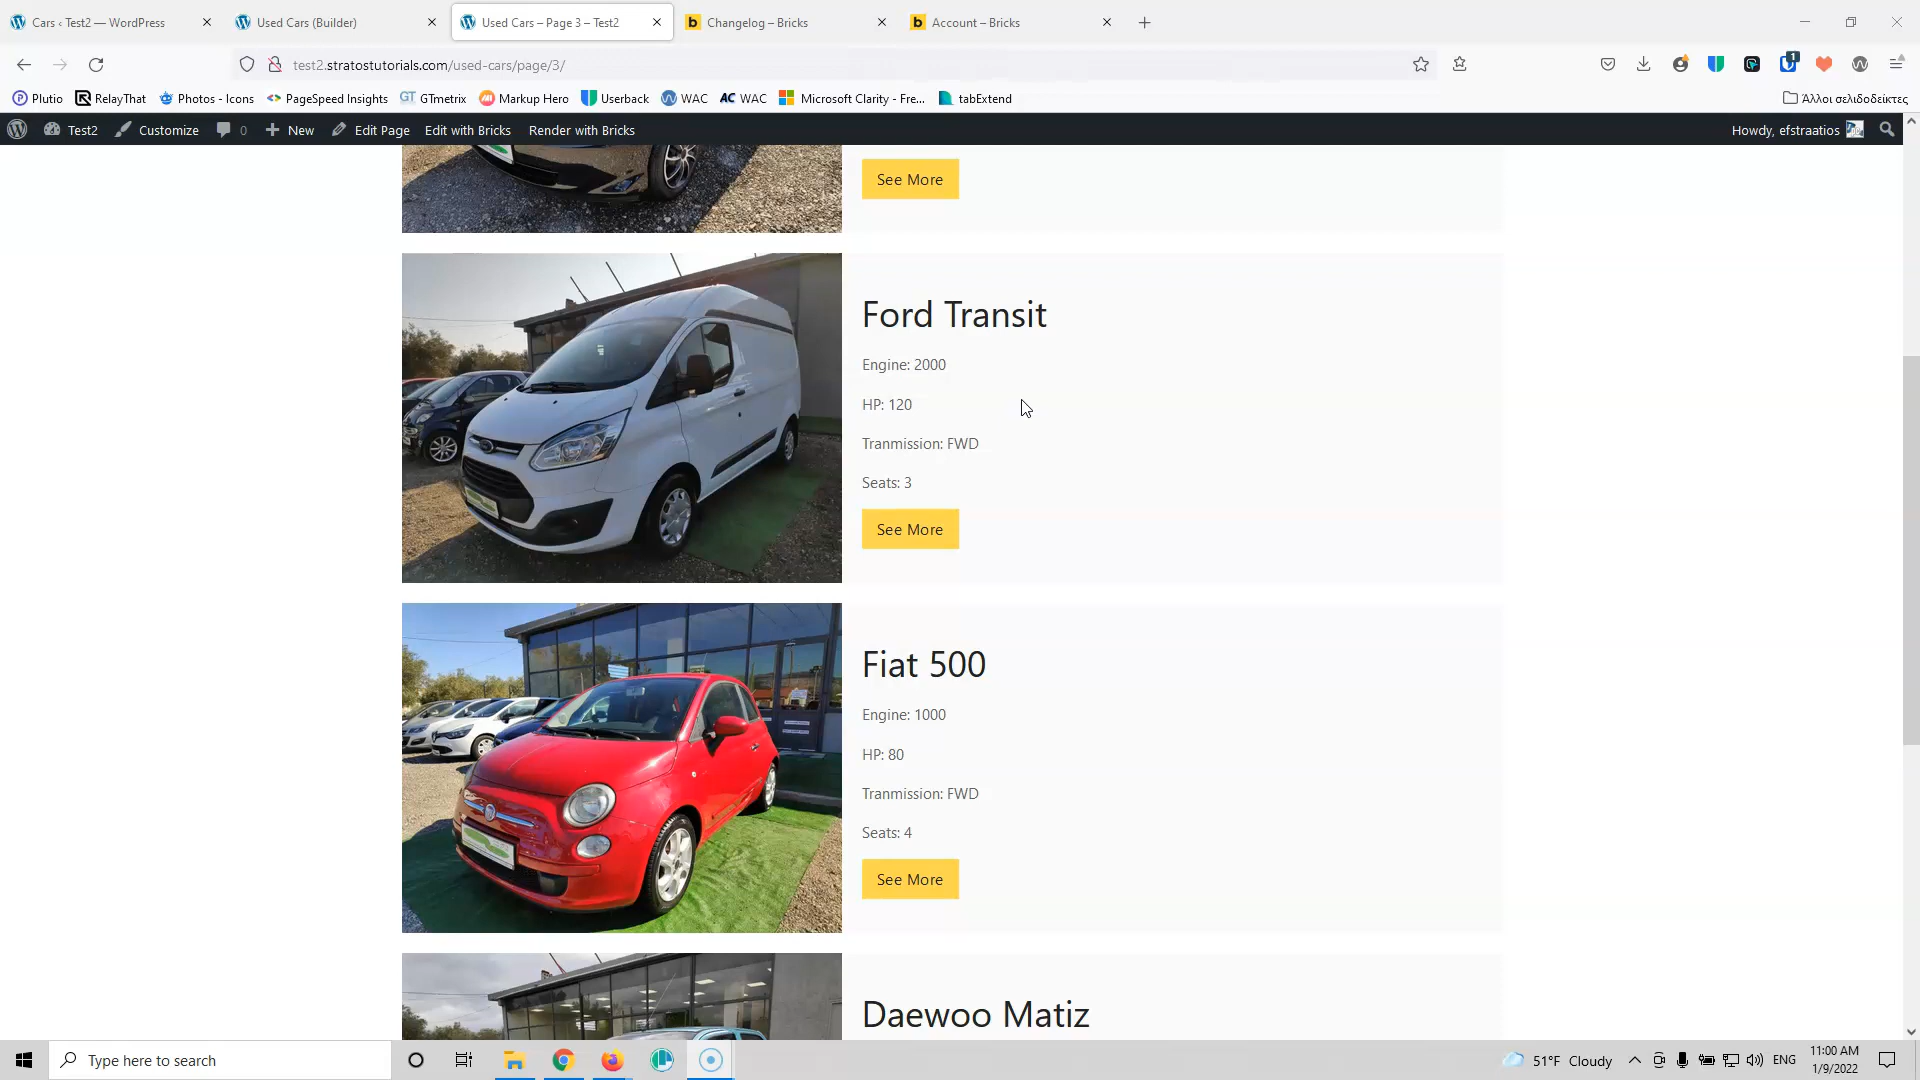 Cars ‹ Test2 — WordPress
Used Cars (Builder)
Used Cars – Page 3 – Test2
Changelog – Bricks
Account – Bricks
test2.stratostutorials.com/used-cars/page/3/
1
Plutio
RelayThat
Photos - Icons
PageSpeed Insights
GTmetrix
Markup Hero
Userback
WAC
AC WAC
Microsoft Clarity - Fre...
tabExtend
Άλλοι σελιδοδείκτες
Test2
Customize
0
New
Edit Page
Edit with Bricks
Render with Bricks
Howdy, efstraatios
See More
Ford Transit
Engine: 2000
HP: 120
Tranmission: FWD
Seats: 3
See More
Fiat 500
Engine: 1000
HP: 80
Tranmission: FWD
Seats: 4
See More
Daewoo Matiz
Type here to search
51°F Cloudy
ENG
11:00 AM
1/9/2022